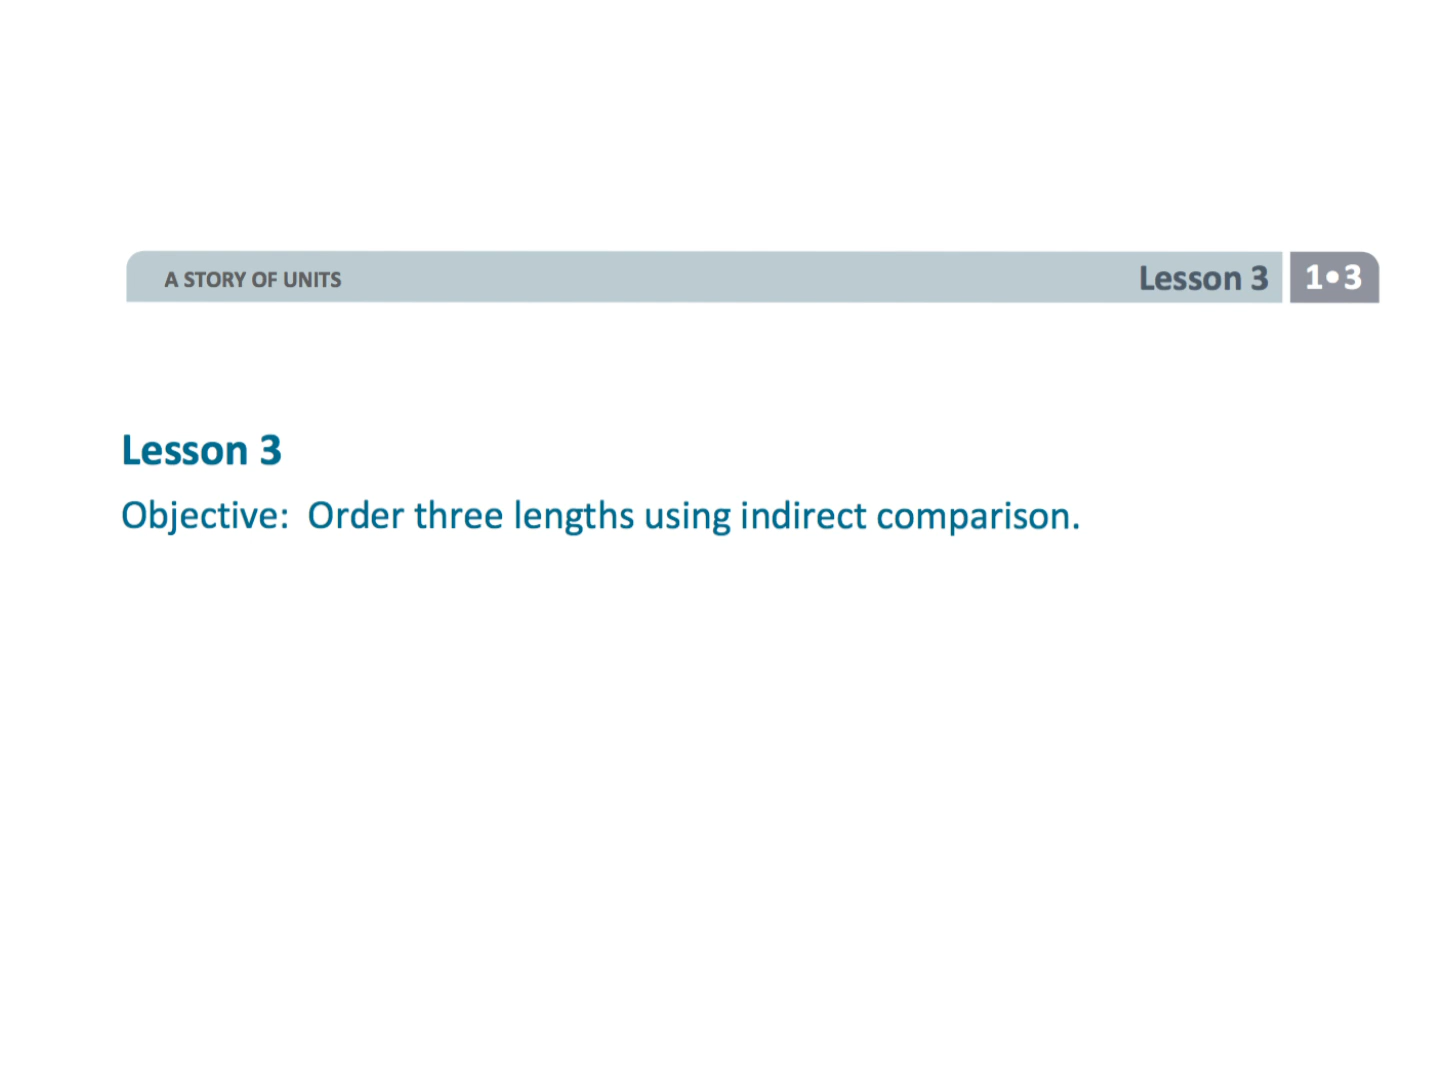 A STORY OF UNITS Lesson 3 1•3
Lesson 3
Objective: Order three lengths using indirect comparison.